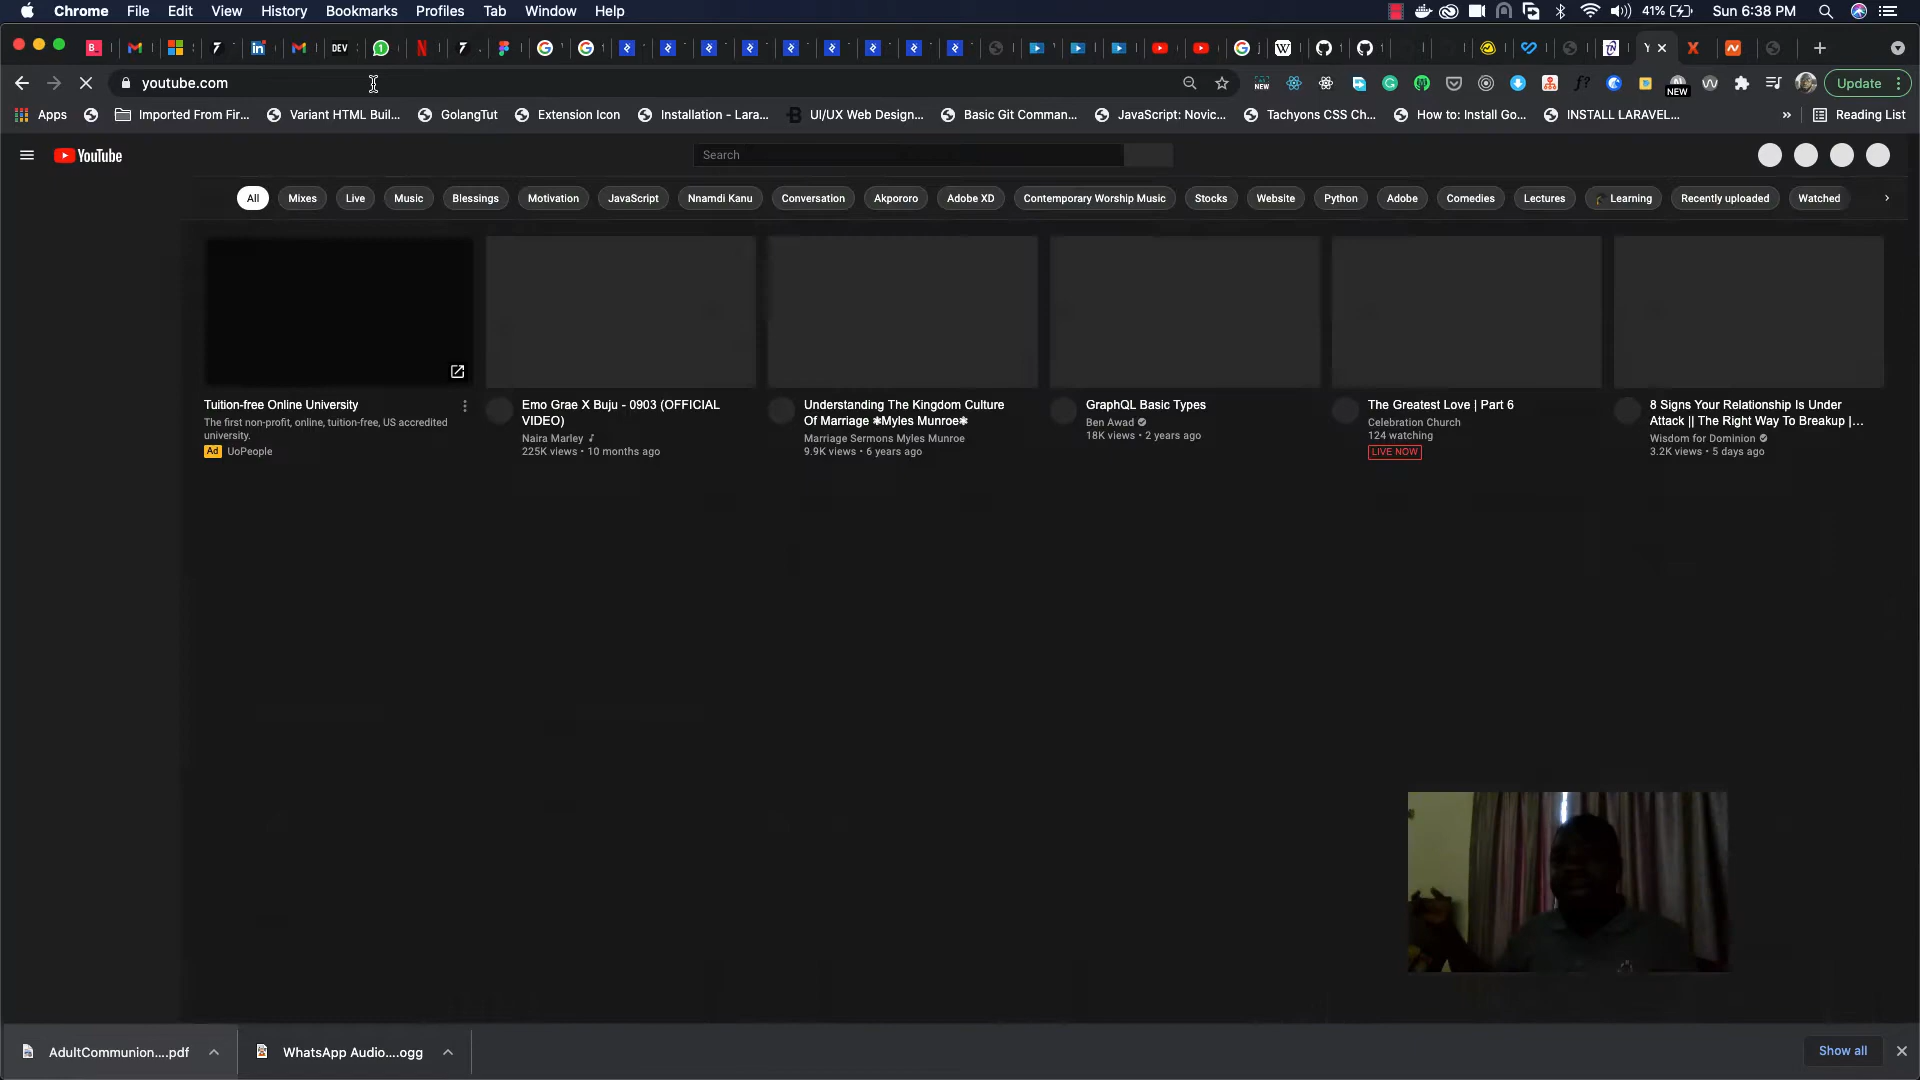 Chrome File Edit View History Bookmarks Profiles Tab Window Help 41% Sun 6:38 PM
youtube.com Update
Apps Imported From Fir... Variant HTML Buil... GolangTut Extension Icon Installation - Lara... UI/UX Web Design... Basic Git Comman... JavaScript: Novic... Tachyons CSS Ch... How to: Install Go... INSTALL LARAVEL... » Reading List
YouTube Search
All Mixes Live Music Blessings Motivation JavaScript Nnamdi Kanu Conversation Akpororo Adobe XD Contemporary Worship Music Stocks Website Python Adobe Comedies Lectures Learning Recently uploaded Watched
Tuition-free Online University
The first non-profit, online, tuition-free, US accredited
university.
Ad UoPeople
Emo Grae X Buju - 0903 (OFFICIAL
VIDEO)
Naira Marley
225K views • 10 months ago
Understanding The Kingdom Culture
Of Marriage ✱Myles Munroe✱
Marriage Sermons Myles Munroe
9.9K views • 6 years ago
GraphQL Basic Types
Ben Awad
18K views • 2 years ago
The Greatest Love | Part 6
Celebration Church
124 watching
LIVE NOW
8 Signs Your Relationship Is Under
Attack || The Right Way To Breakup |...
Wisdom for Dominion
3.2K views • 5 days ago
AdultCommunion....pdf WhatsApp Audio....ogg Show all